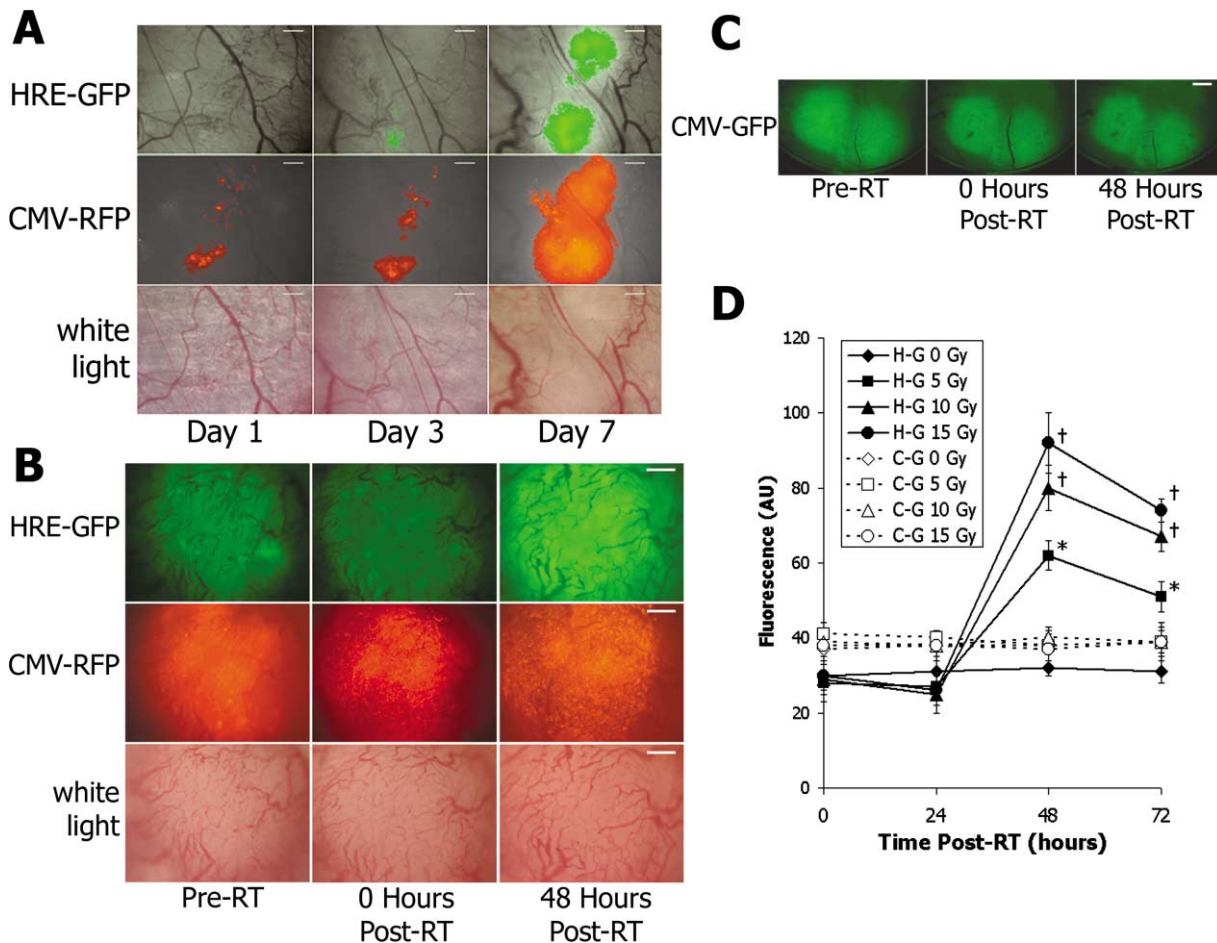 A
HRE-GFP
CMV-RFP
white
light
Day 1
Day 3
Day 7
B
HRE-GFP
CMV-RFP
white
light
Pre-RT
0 Hours
Post-RT
48 Hours
Post-RT
C
CMV-GFP
Pre-RT
0 Hours
Post-RT
48 Hours
Post-RT
D
Fluorescence (AU)
120
100
80
60
40
20
0
H-G 0 Gy
H-G 5 Gy
H-G 10 Gy
H-G 15 Gy
C-G 0 Gy
C-G 5 Gy
C-G 10 Gy
C-G 15 Gy
†
†
*
†
†
*
0
24
48
72
Time Post-RT (hours)